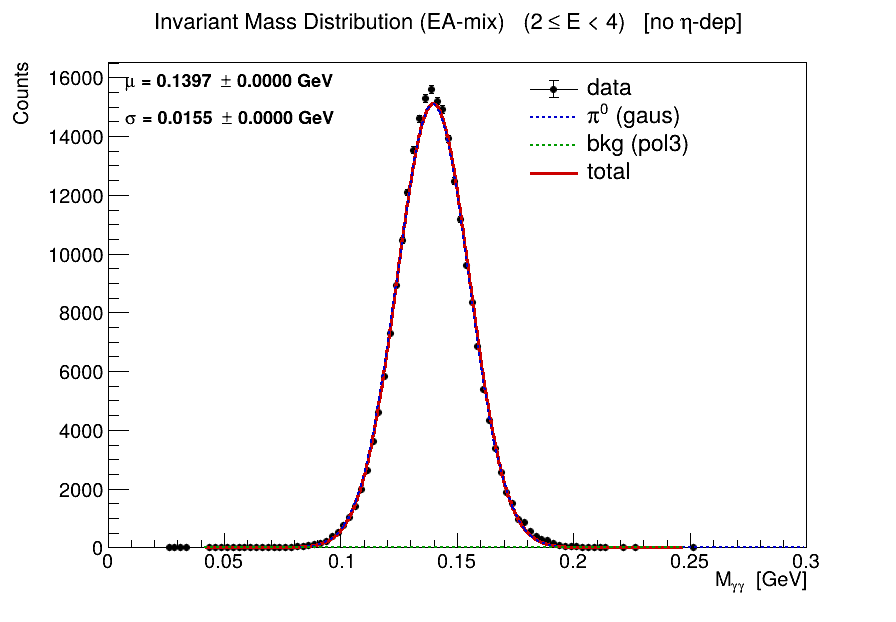 Invariant Mass Distribution (EA-mix) (2 ≤ E < 4) [no η-dep]
Counts
16000
14000
12000
10000
8000
6000
4000
2000
0
μ = 0.1397 ± 0.0000 GeV
σ = 0.0155 ± 0.0000 GeV
data
π⁰ (gaus)
bkg (pol3)
total
0 0.05 0.1 0.15 0.2 0.25 0.3
Mγγ [GeV]